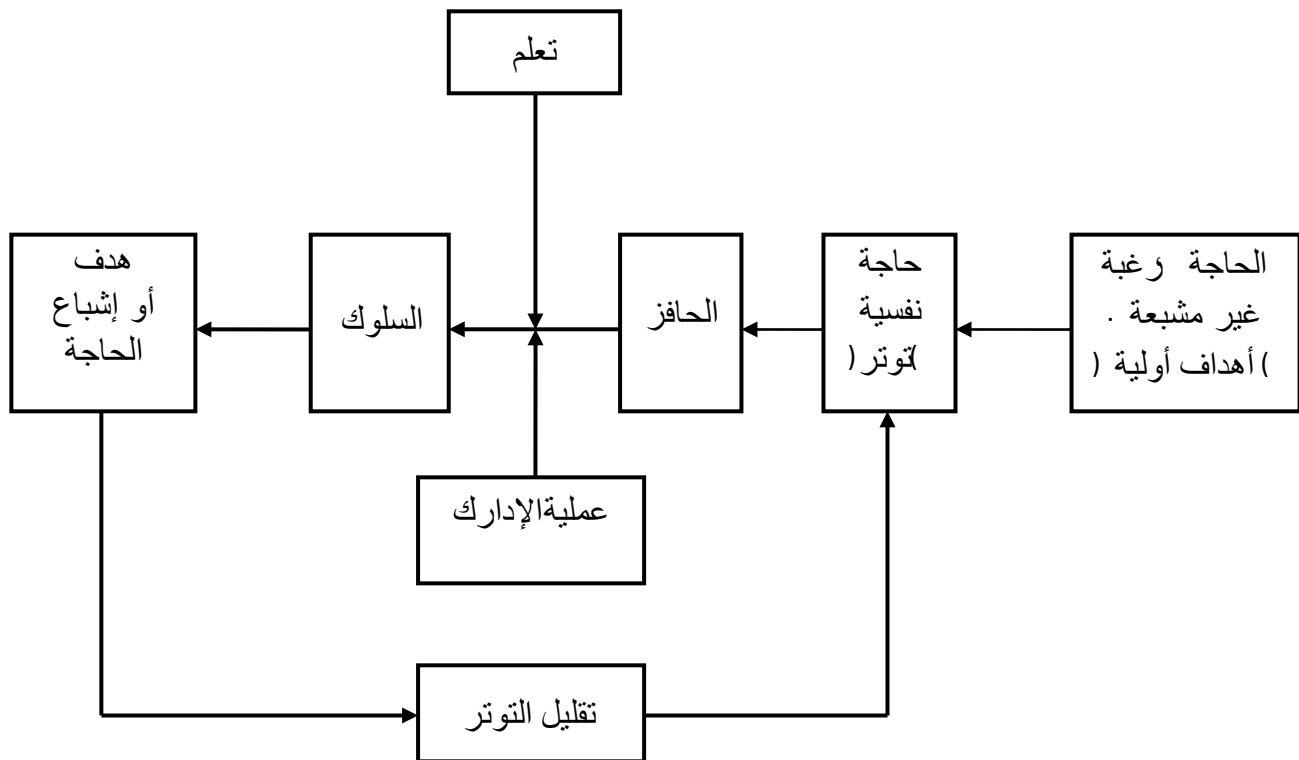 تعلم
الحاجة رغبة
غير مشبعة .
)أهداف أولية (
حاجة
نفسية
)توتر(
الحافز
السلوك
هدف
أو إشباع
الحاجة
عملية الإدارك
تقليل التوتر